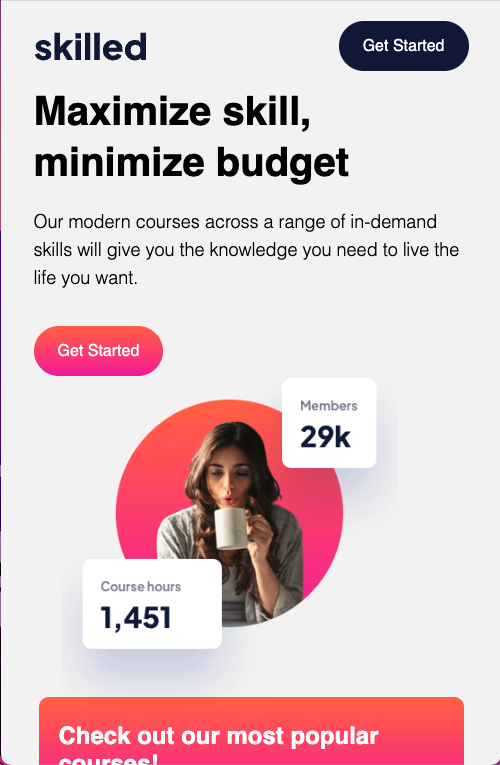 skilled
Get Started
Maximize skill,
minimize budget
Our modern courses across a range of in-demand
skills will give you the knowledge you need to live the
life you want.
Get Started
Members
29k
Course hours
1,451
Check out our most popular
courses!